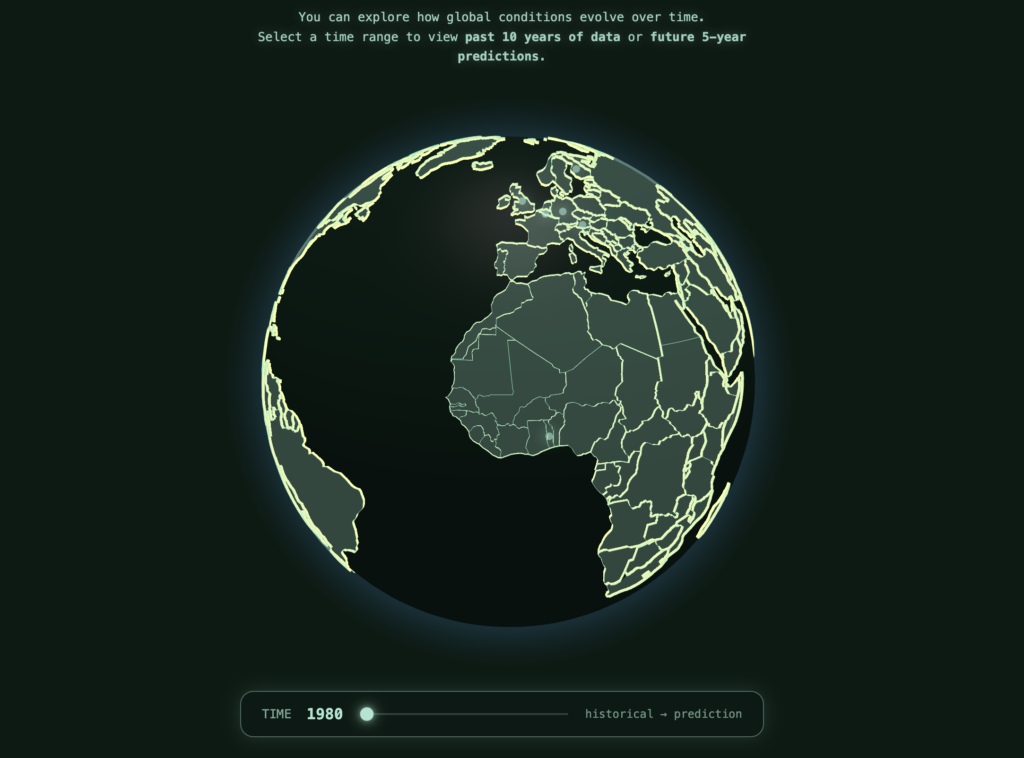 You can explore how global conditions evolve over time.
Select a time range to view past 10 years of data or future 5-year
predictions.
TIME 1980 historical → prediction